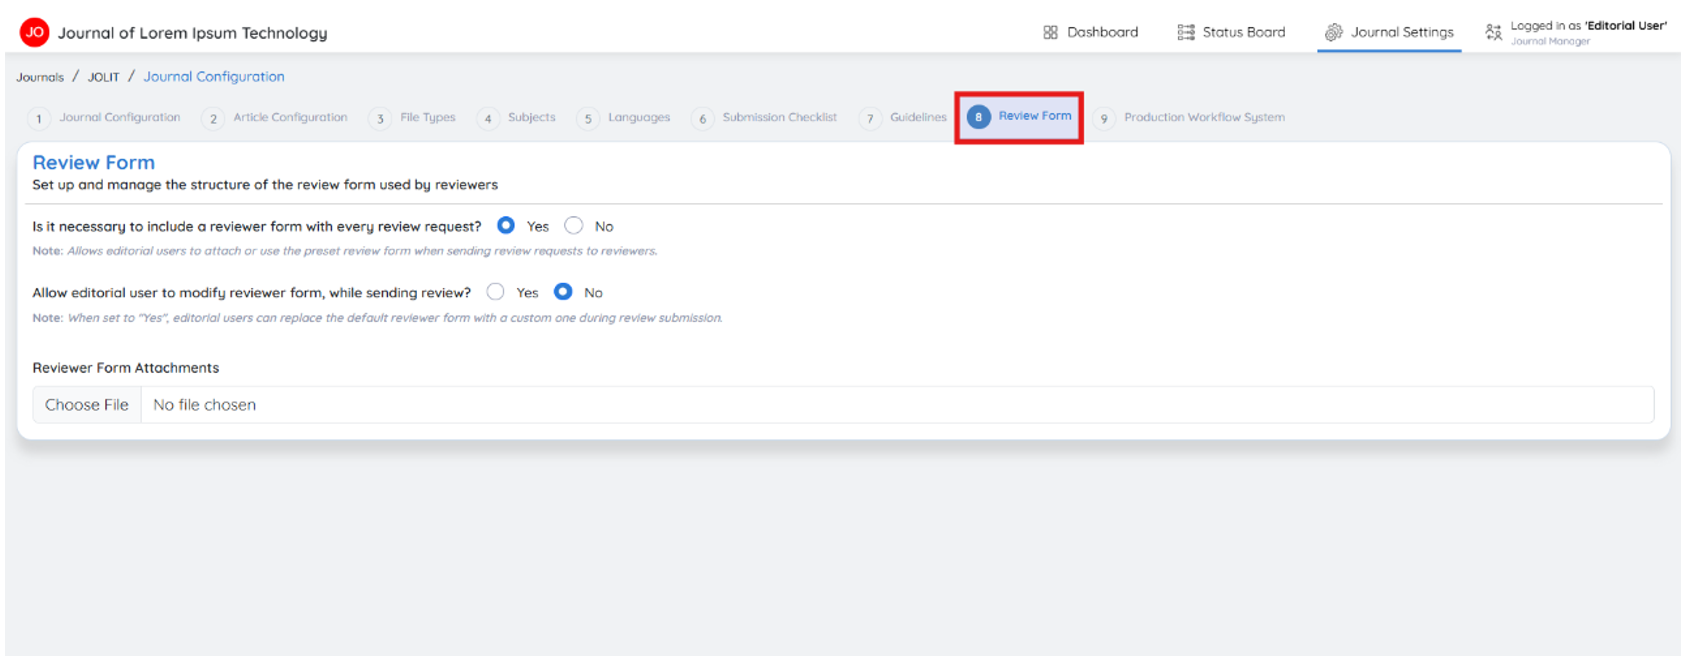 JO Journal of Lorem Ipsum Technology
Dashboard Status Board Journal Settings Logged in as 'Editorial User'
Journal Manager
Journals / JOLIT / Journal Configuration
1 Journal Configuration 2 Article Configuration 3 File Types 4 Subjects 5 Languages 6 Submission Checklist 7 Guidelines 8 Review Form 9 Production Workflow System
Review Form
Set up and manage the structure of the review form used by reviewers
Is it necessary to include a reviewer form with every review request? Yes No
Note: Allows editorial users to attach or use the preset review form when sending review requests to reviewers.
Allow editorial user to modify reviewer form, while sending review? Yes No
Note: When set to "Yes", editorial users can replace the default reviewer form with a custom one during review submission.
Reviewer Form Attachments
Choose File No file chosen